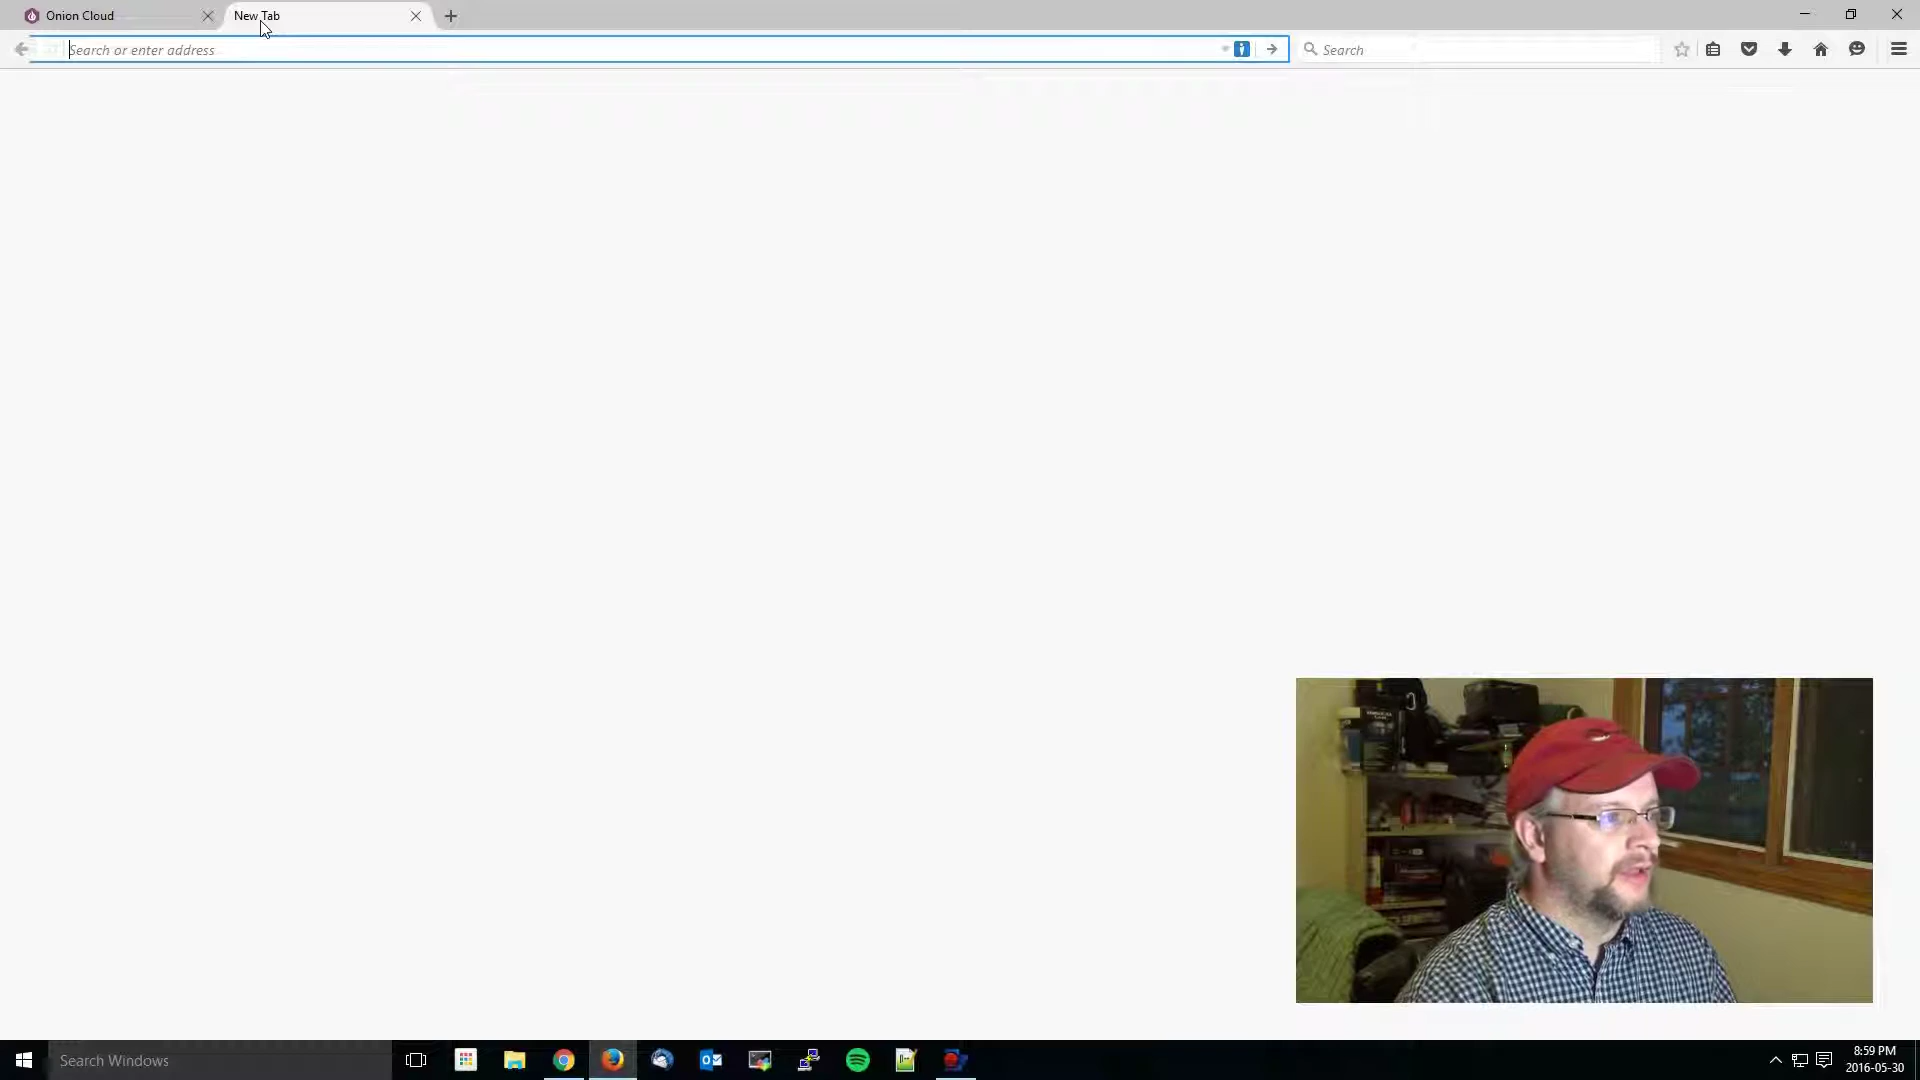 Onion Cloud
New Tab
Search or enter address
Search
Search Windows
8:59 PM
2016-05-30